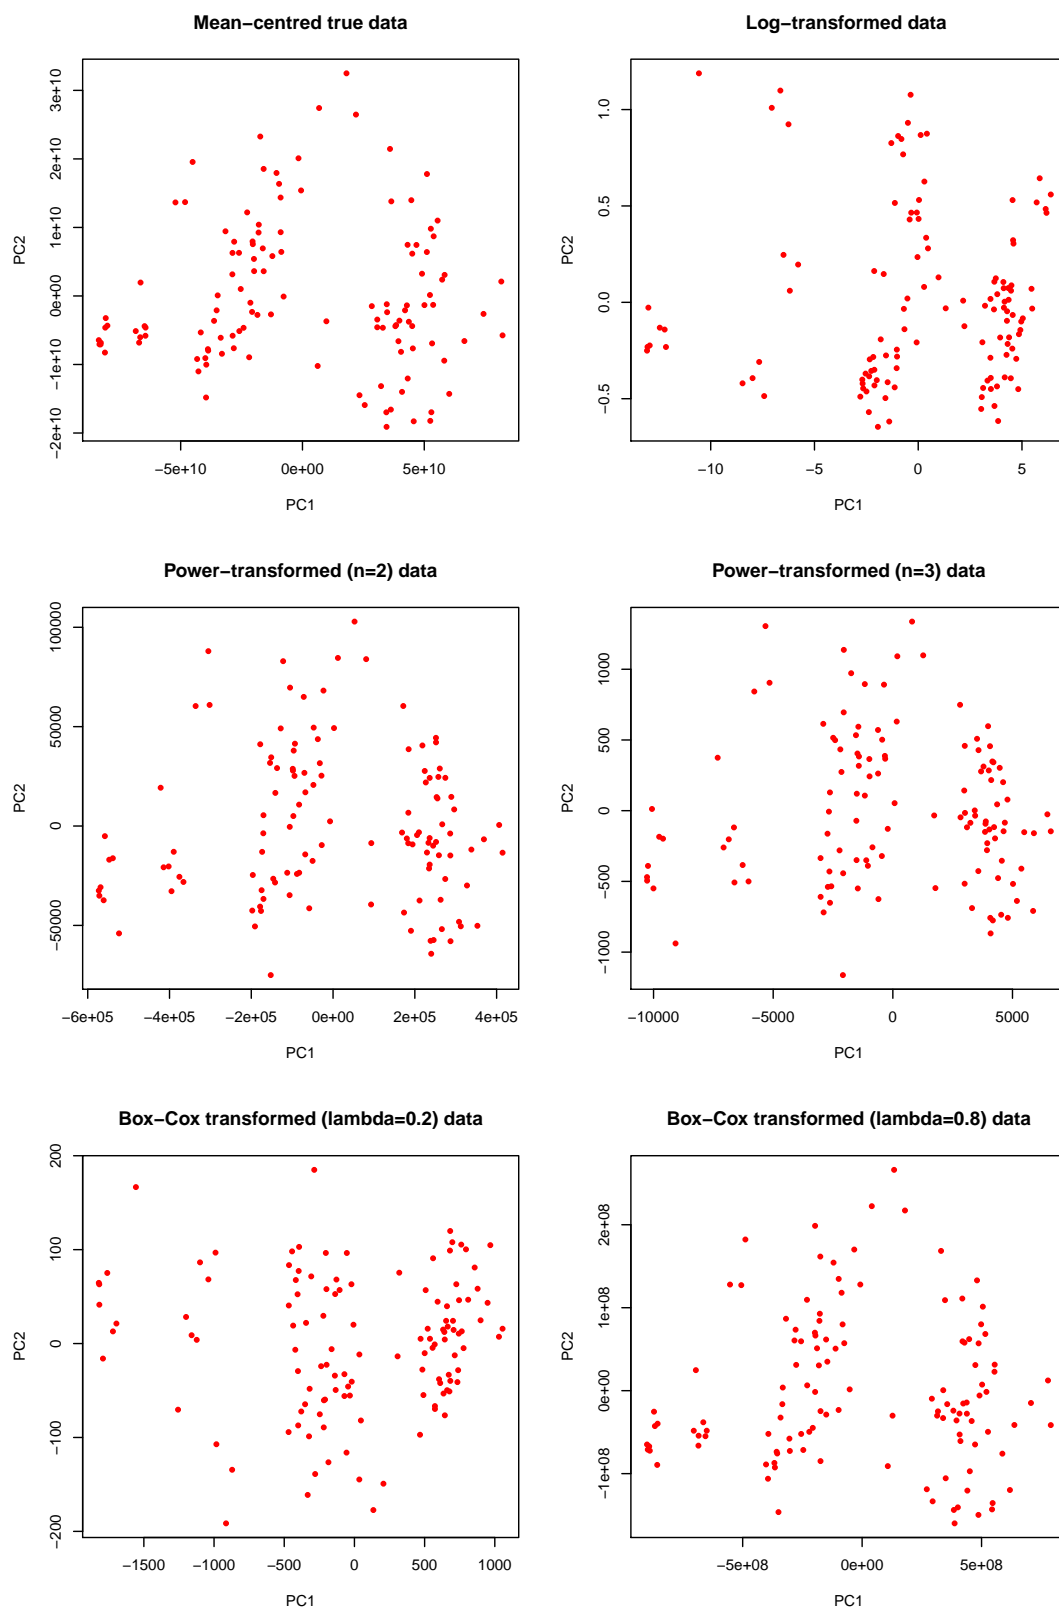 Mean−centred true data
3e+10
2e+10
1e+10
0e+00
−1e+10
−2e+10
PC2
−5e+10 0e+00 5e+10
PC1
Log−transformed data
1.0
0.5
0.0
−0.5
PC2
−10 −5 0 5
PC1
Power−transformed (n=2) data
100000
50000
0
−50000
PC2
−6e+05 −4e+05 −2e+05 0e+00 2e+05 4e+05
PC1
Power−transformed (n=3) data
1000
500
0
−500
−1000
PC2
−10000 −5000 0 5000
PC1
Box−Cox transformed (lambda=0.2) data
200
100
0
−100
−200
PC2
−1500 −1000 −500 0 500 1000
PC1
Box−Cox transformed (lambda=0.8) data
2e+08
1e+08
0e+00
−1e+08
PC2
−5e+08 0e+00 5e+08
PC1